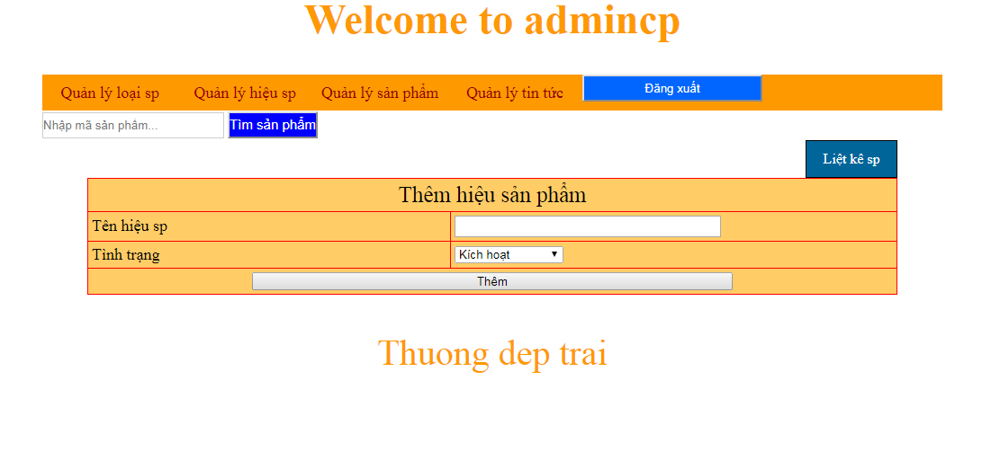 Welcome to admincp
Quản lý loại sp Quản lý hiệu sp Quản lý sản phẩm Quản lý tin tức Đăng xuất
Nhập mã sản phẩm... Tìm sản phẩm
Liệt kê sp
Thêm hiệu sản phẩm
Tên hiệu sp
Tình trạng Kích hoạt
Thêm
Thuong dep trai